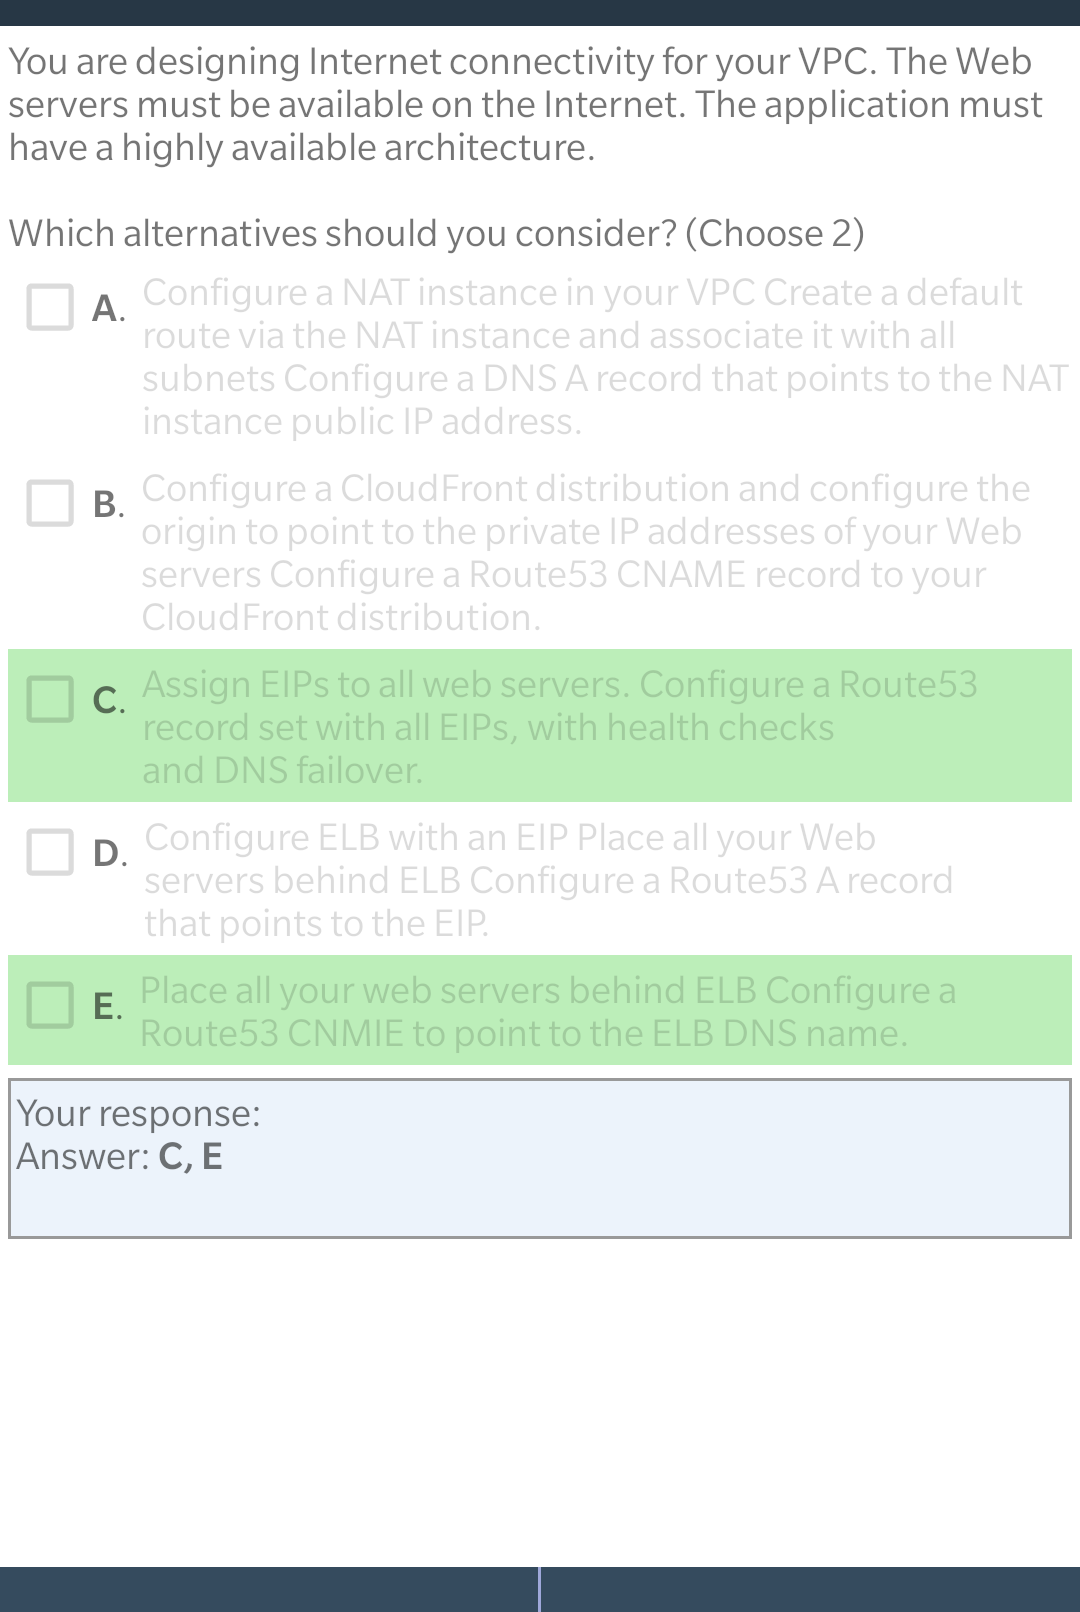 You are designing Internet connectivity for your VPC. The Web
servers must be available on the Internet. The application must
have a highly available architecture.
Which alternatives should you consider? (Choose 2)
A. Configure a NAT instance in your VPC Create a default
route via the NAT instance and associate it with all
subnets Configure a DNS A record that points to the NAT
instance public IP address.
B. Configure a CloudFront distribution and configure the
origin to point to the private IP addresses of your Web
servers Configure a Route53 CNAME record to your
CloudFront distribution.
C. Assign EIPs to all web servers. Configure a Route53
record set with all EIPs, with health checks
and DNS failover.
D. Configure ELB with an EIP Place all your Web
servers behind ELB Configure a Route53 A record
that points to the EIP.
E. Place all your web servers behind ELB Configure a
Route53 CNMIE to point to the ELB DNS name.
Your response:
Answer: C, E